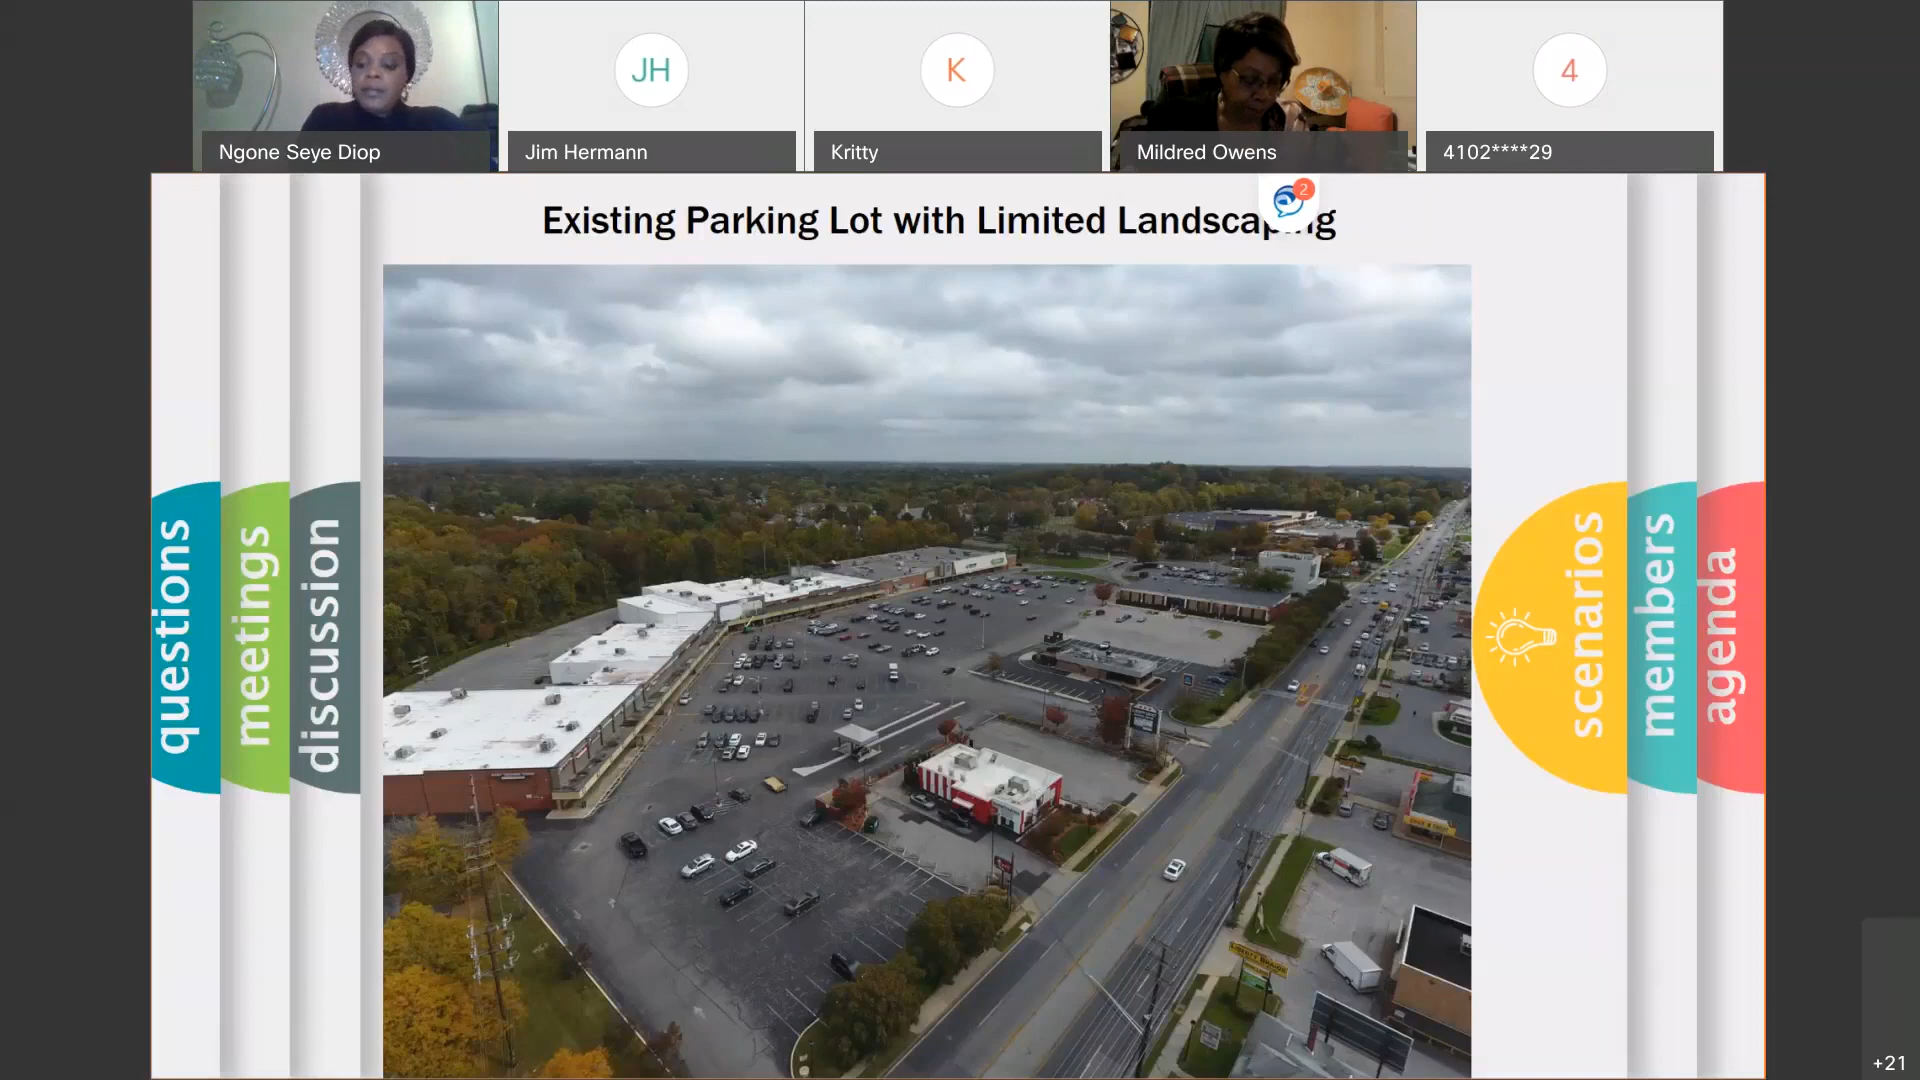 JH
K
4
Ngone Seye Diop
Jim Hermann
Kritty
Mildred Owens
4102****29
2
Existing Parking Lot with Limited Landscaping
questions
meetings
discussion
scenarios
members
agenda
+21